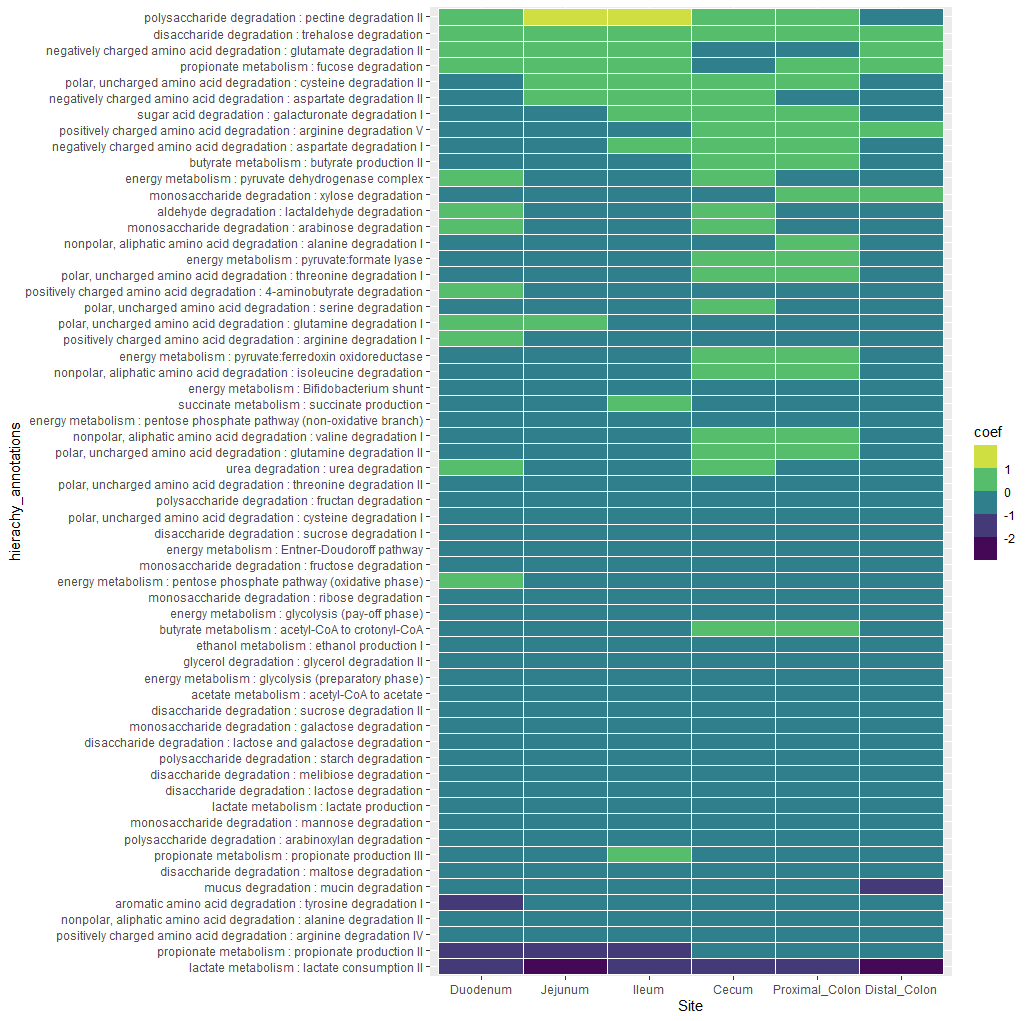 polysaccharide degradation : pectine degradation II
disaccharide degradation : trehalose degradation
negatively charged amino acid degradation : glutamate degradation II
propionate metabolism : fucose degradation
polar, uncharged amino acid degradation : cysteine degradation II
negatively charged amino acid degradation : aspartate degradation II
sugar acid degradation : galacturonate degradation I
positively charged amino acid degradation : arginine degradation V
negatively charged amino acid degradation : aspartate degradation I
butyrate metabolism : butyrate production II
energy metabolism : pyruvate dehydrogenase complex
monosaccharide degradation : xylose degradation
aldehyde degradation : lactaldehyde degradation
monosaccharide degradation : arabinose degradation
nonpolar, aliphatic amino acid degradation : alanine degradation I
energy metabolism : pyruvate:formate lyase
polar, uncharged amino acid degradation : threonine degradation I
positively charged amino acid degradation : 4-aminobutyrate degradation
polar, uncharged amino acid degradation : serine degradation
polar, uncharged amino acid degradation : glutamine degradation I
positively charged amino acid degradation : arginine degradation I
energy metabolism : pyruvate:ferredoxin oxidoreductase
nonpolar, aliphatic amino acid degradation : isoleucine degradation
energy metabolism : Bifidobacterium shunt
succinate metabolism : succinate production
energy metabolism : pentose phosphate pathway (non-oxidative branch)
nonpolar, aliphatic amino acid degradation : valine degradation I
polar, uncharged amino acid degradation : glutamine degradation II
urea degradation : urea degradation
polar, uncharged amino acid degradation : threonine degradation II
polysaccharide degradation : fructan degradation
polar, uncharged amino acid degradation : cysteine degradation I
disaccharide degradation : sucrose degradation I
energy metabolism : Entner-Doudoroff pathway
monosaccharide degradation : fructose degradation
energy metabolism : pentose phosphate pathway (oxidative phase)
monosaccharide degradation : ribose degradation
energy metabolism : glycolysis (pay-off phase)
butyrate metabolism : acetyl-CoA to crotonyl-CoA
ethanol metabolism : ethanol production I
glycerol degradation : glycerol degradation II
energy metabolism : glycolysis (preparatory phase)
acetate metabolism : acetyl-CoA to acetate
disaccharide degradation : sucrose degradation II
monosaccharide degradation : galactose degradation
disaccharide degradation : lactose and galactose degradation
polysaccharide degradation : starch degradation
disaccharide degradation : melibiose degradation
disaccharide degradation : lactose degradation
lactate metabolism : lactate production
monosaccharide degradation : mannose degradation
polysaccharide degradation : arabinoxylan degradation
propionate metabolism : propionate production III
disaccharide degradation : maltose degradation
mucus degradation : mucin degradation
aromatic amino acid degradation : tyrosine degradation I
nonpolar, aliphatic amino acid degradation : alanine degradation II
positively charged amino acid degradation : arginine degradation IV
propionate metabolism : propionate production II
lactate metabolism : lactate consumption II
hierachy_annotations
Duodenum Jejunum Ileum Cecum Proximal_Colon Distal_Colon
Site
coef
1
0
-1
-2